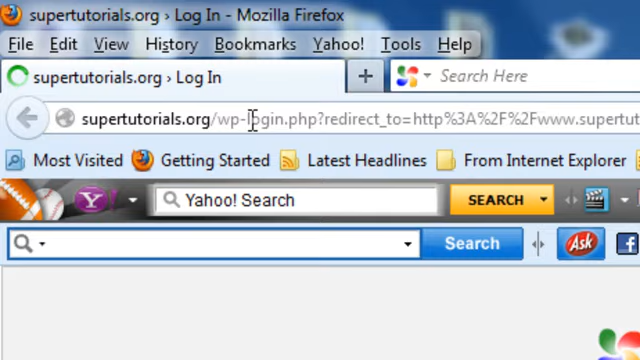 supertutorials.org › Log In - Mozilla Firefox
File Edit View History Bookmarks Yahoo! Tools Help
supertutorials.org › Log In + Search Here
supertutorials.org/wp-login.php?redirect_to=http%3A%2F%2Fwww.supertut
Most Visited Getting Started Latest Headlines From Internet Explorer
Y! Yahoo! Search SEARCH
Search Ask f